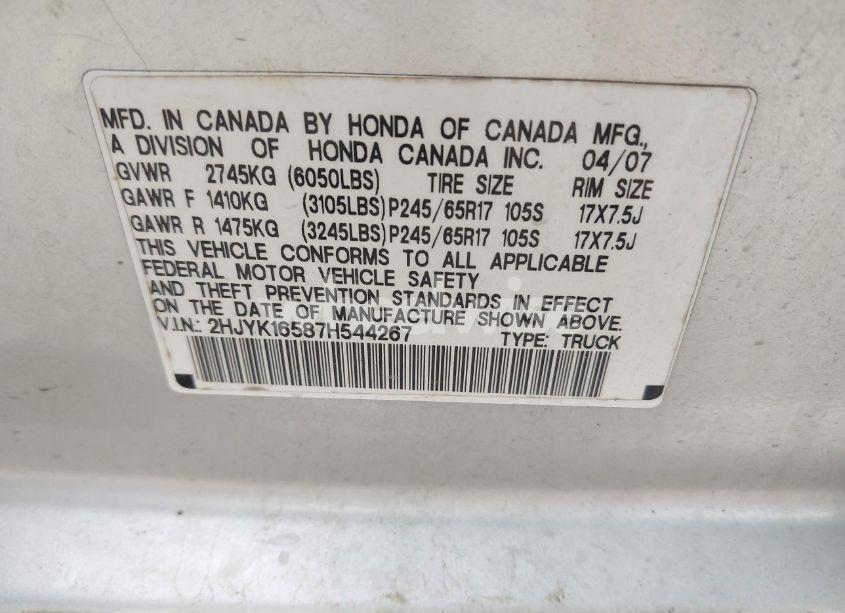 MFD. IN CANADA BY HONDA OF CANADA MFG.,
A DIVISION OF HONDA CANADA INC. 04/07
GVWR 2745KG (6050LBS) TIRE SIZE RIM SIZE
GAWR F 1410KG (3105LBS) P245/65R17 105S 17X7.5J
GAWR R 1475KG (3245LBS) P245/65R17 105S 17X7.5J
THIS VEHICLE CONFORMS TO ALL APPLICABLE
FEDERAL MOTOR VEHICLE SAFETY
AND THEFT PREVENTION STANDARDS IN EFFECT
ON THE DATE OF MANUFACTURE SHOWN ABOVE.
V.I.N.: 2HJYK16587H544267 TYPE: TRUCK